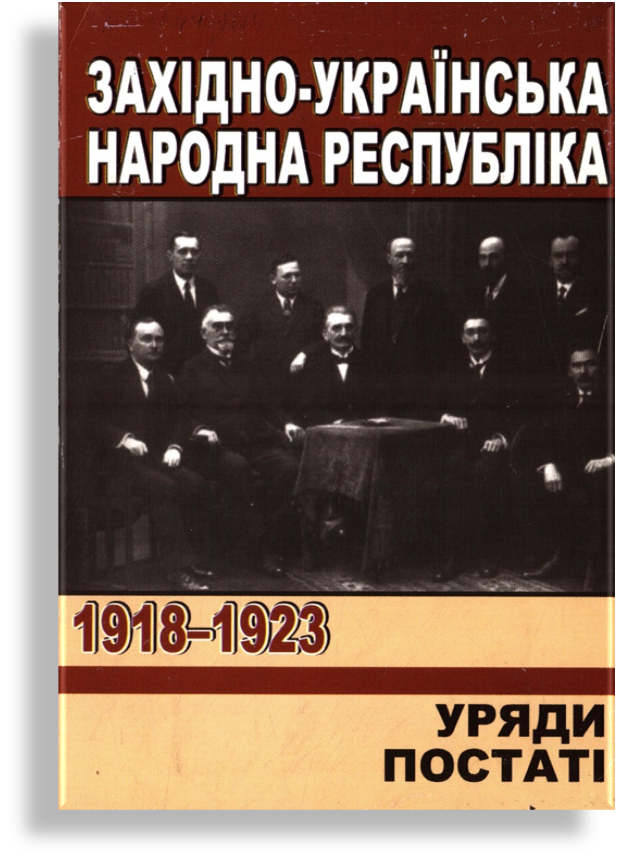 ЗАХІДНО-УКРАЇНСЬКА
НАРОДНА РЕСПУБЛІКА
1918–1923
УРЯДИ
ПОСТАТІ